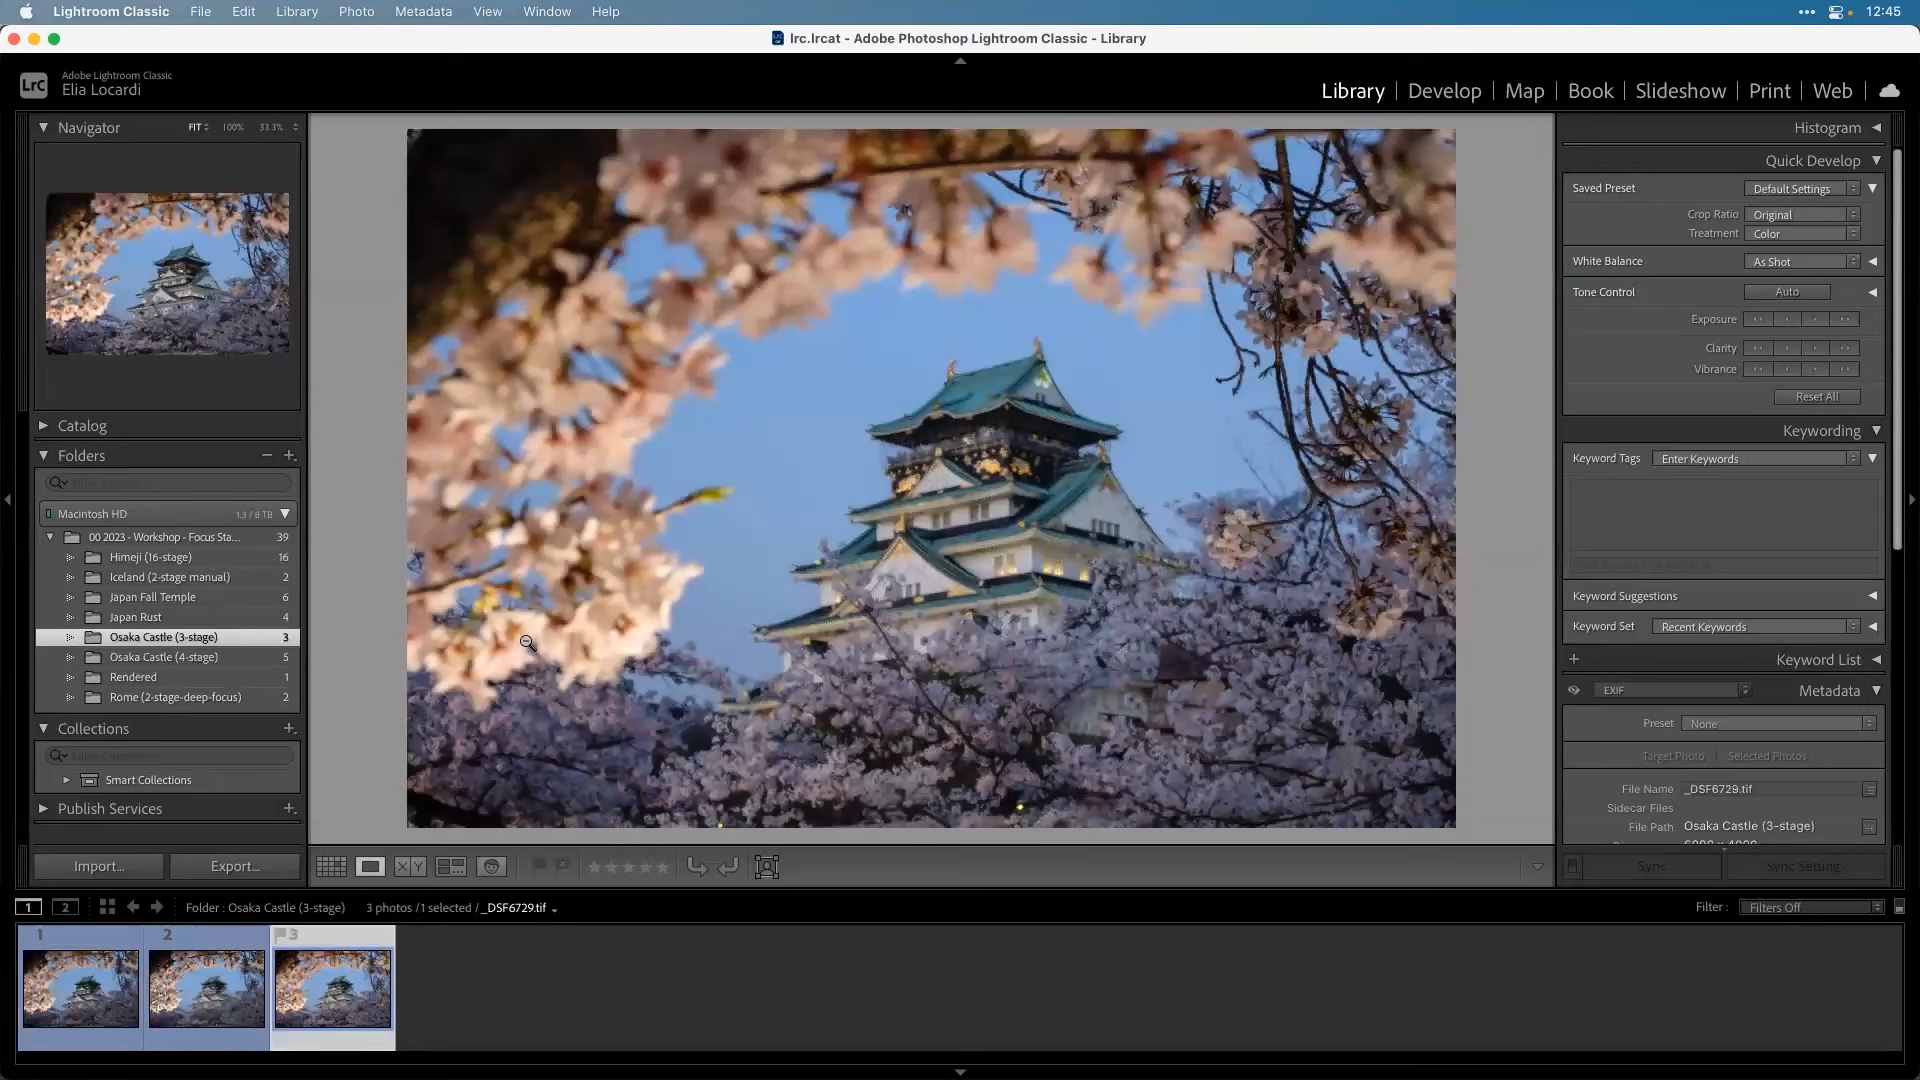 Lightroom Classic File Edit Library Photo Metadata View Window Help 12:45
lrc.lrcat - Adobe Photoshop Lightroom Classic - Library
LrC
Adobe Lightroom Classic
Elia Locardi
Library Develop Map Book Slideshow Print Web
Navigator FIT 100% 33.3%
Catalog
Folders
Macintosh HD 1.3 / 8 TB
00 2023 - Workshop - Focus Sta... 39
Himeji (16-stage) 16
Iceland (2-stage manual) 2
Japan Fall Temple 6
Japan Rust 4
Osaka Castle (3-stage) 3
Osaka Castle (4-stage) 5
Rendered 1
Rome (2-stage-deep-focus) 2
Collections
Smart Collections
Publish Services
Import... Export...
Histogram
Quick Develop
Saved Preset Default Settings
Crop Ratio Original
Treatment Color
White Balance As Shot
Tone Control Auto
Exposure
Clarity
Vibrance
Reset All
Keywording
Keyword Tags Enter Keywords
Keyword Suggestions
Keyword Set Recent Keywords
Keyword List
EXIF Metadata
Preset None
Target Photo Selected Photos
File Name _DSF6729.tif
Sidecar Files
File Path Osaka Castle (3-stage)
Sync Sync Setting
X Y
1 2 Folder : Osaka Castle (3-stage) 3 photos / 1 selected / _DSF6729.tif
Filter : Filters Off
1 2 3